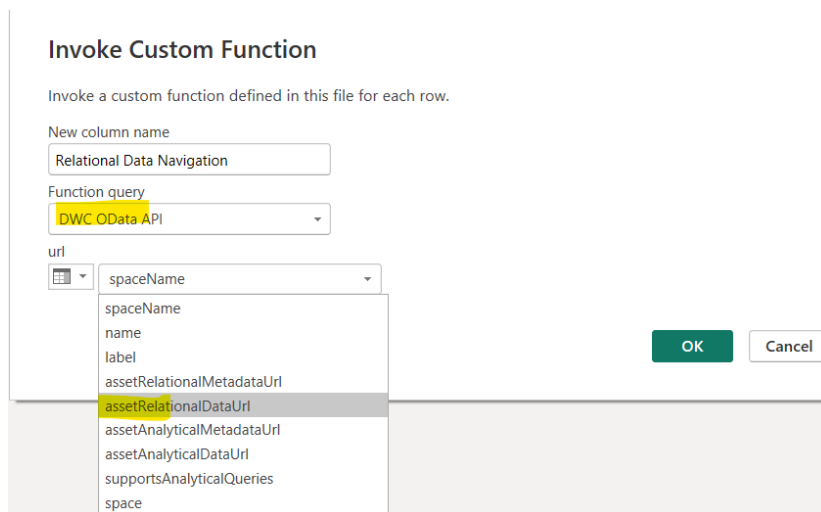 Invoke Custom Function
Invoke a custom function defined in this file for each row.
New column name
Relational Data Navigation
Function query
DWC OData API
url
spaceName
spaceName
name
label
assetRelationalMetadataUrl
assetRelationalDataUrl
assetAnalyticalMetadataUrl
assetAnalyticalDataUrl
supportsAnalyticalQueries
space
OK
Cancel